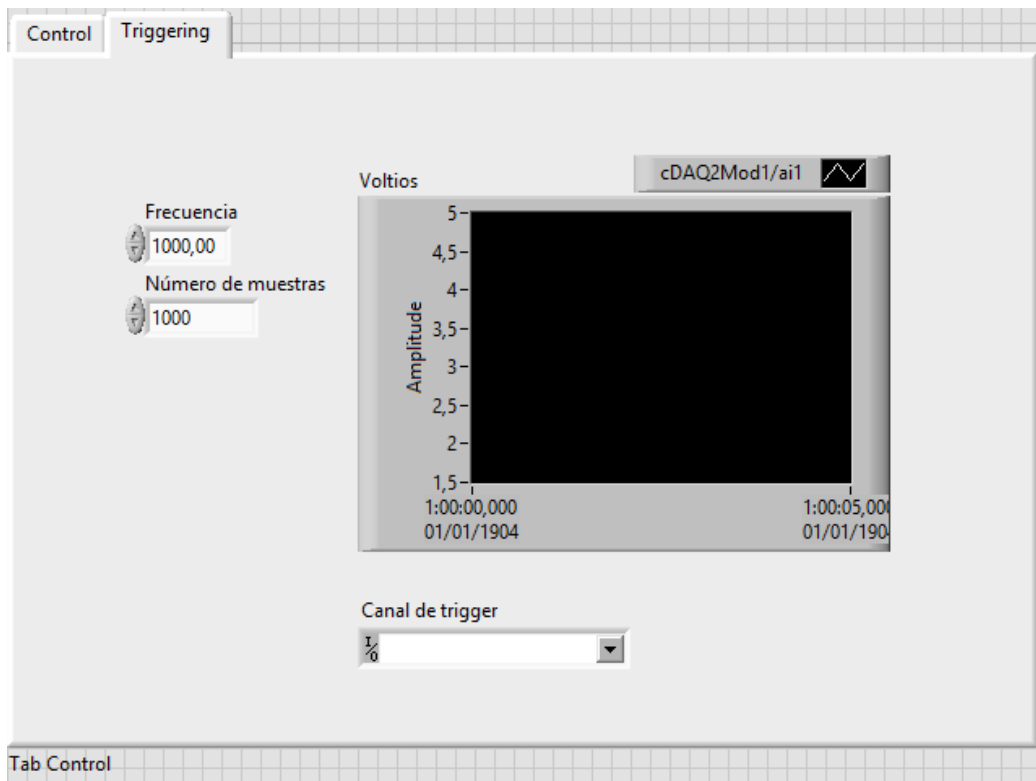 Control
Triggering
Voltios
cDAQ2Mod1/ai1
Frecuencia
1000,00
Número de muestras
1000
Amplitude
5
4,5
4
3,5
3
2,5
2
1,5
1:00:00,000
01/01/1904
1:00:05,000
01/01/190
Canal de trigger
I/O
Tab Control